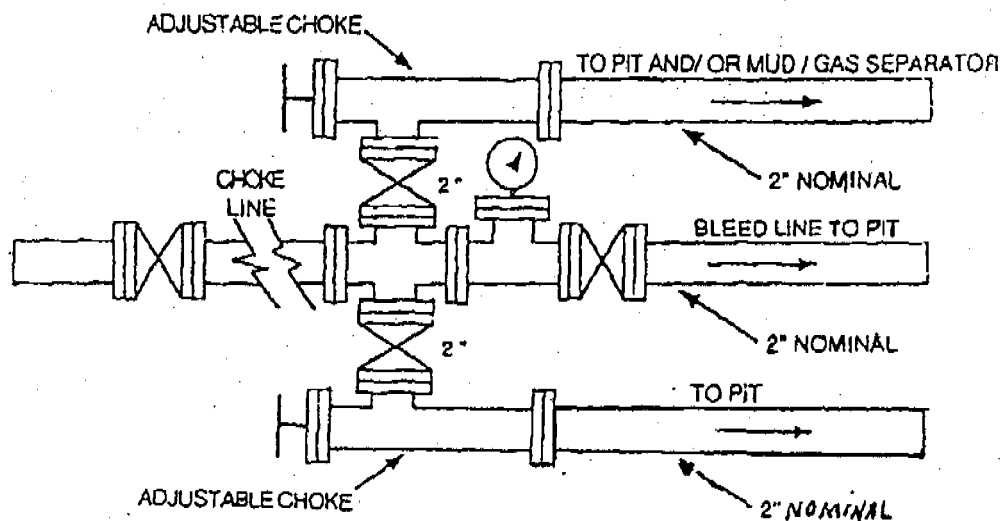 ADJUSTABLE CHOKE
TO PIT AND/ OR MUD / GAS SEPARATOR
2" NOMINAL
2"
CHOKE
LINE
BLEED LINE TO PIT
2" NOMINAL
2"
TO PIT
ADJUSTABLE CHOKE
2" NOMINAL